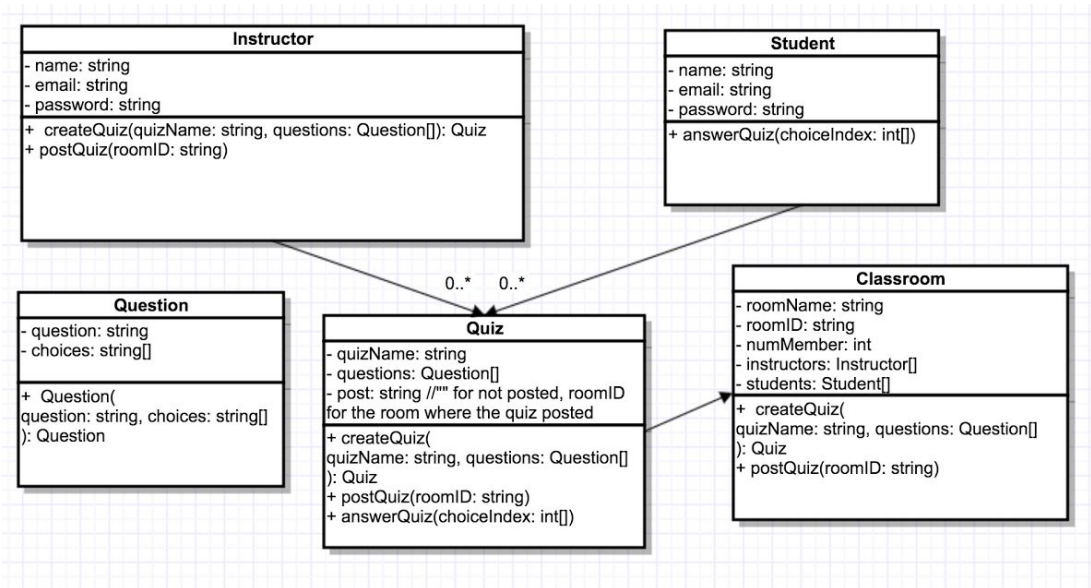 Instructor
- name: string
- email: string
- password: string
+  createQuiz(quizName: string, questions: Question[]): Quiz
+ postQuiz(roomID: string)
Student
- name: string
- email: string
- password: string
+ answerQuiz(choiceIndex: int[])
0..*
0..*
Question
- question: string
- choices: string[]
+  Question(
question: string, choices: string[]
): Question
Quiz
- quizName: string
- questions: Question[]
- post: string //"" for not posted, roomID
for the room where the quiz posted
+ createQuiz(
quizName: string, questions: Question[]
): Quiz
+ postQuiz(roomID: string)
+ answerQuiz(choiceIndex: int[])
Classroom
- roomName: string
- roomID: string
- numMember: int
- instructors: Instructor[]
- students: Student[]
+  createQuiz(
quizName: string, questions: Question[]
): Quiz
+ postQuiz(roomID: string)